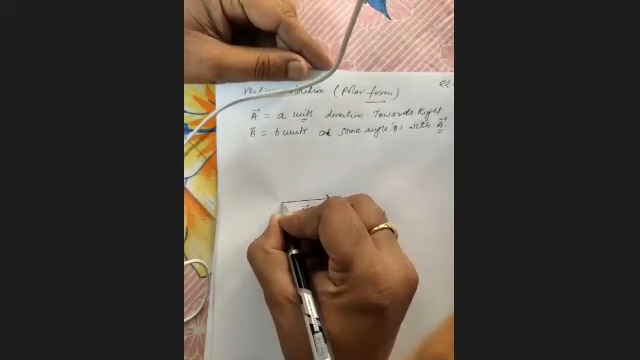 (Polar form)
A = a units direction Towards Right
B = b units at some angle (θ) with A